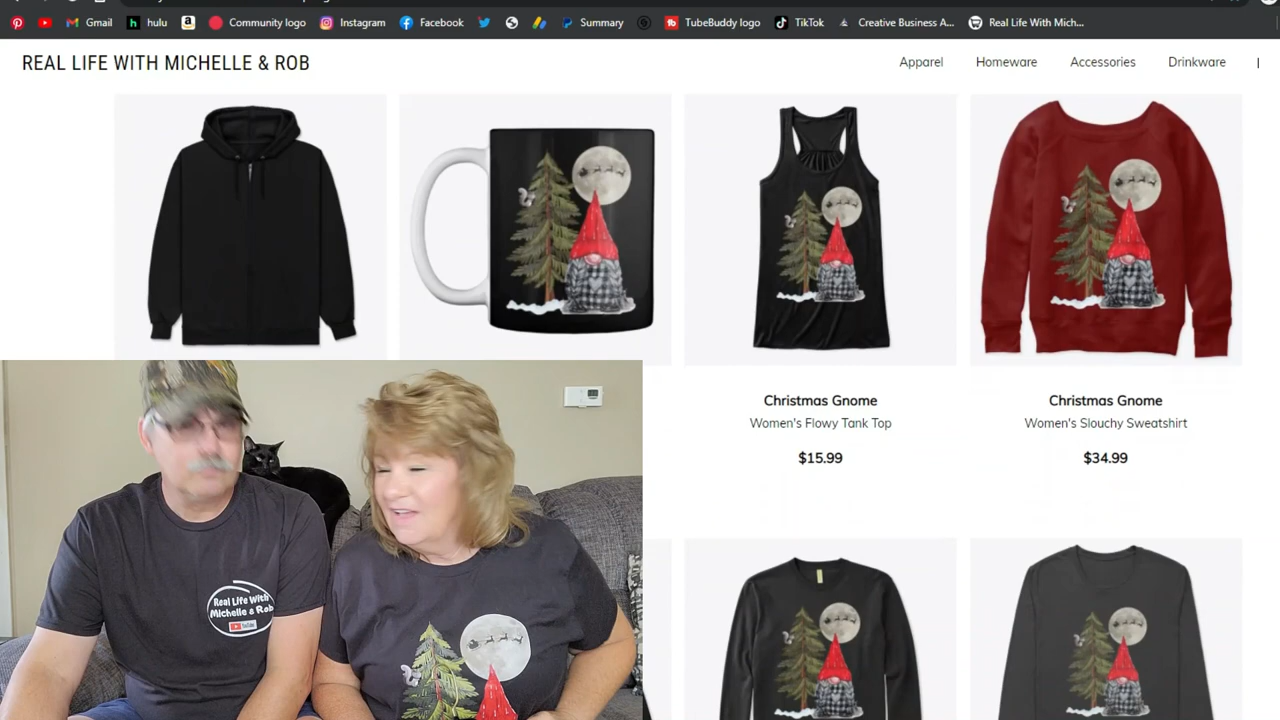 Gmail
hulu
Community logo
Instagram
Facebook
Summary
TubeBuddy logo
TikTok
Creative Business A...
Real Life With Mich...
REAL LIFE WITH MICHELLE & ROB
Apparel
Homeware
Accessories
Drinkware
Christmas Gnome
Women's Flowy Tank Top
$15.99
Christmas Gnome
Women's Slouchy Sweatshirt
$34.99
Real Life With
Michelle & Rob
YouTube